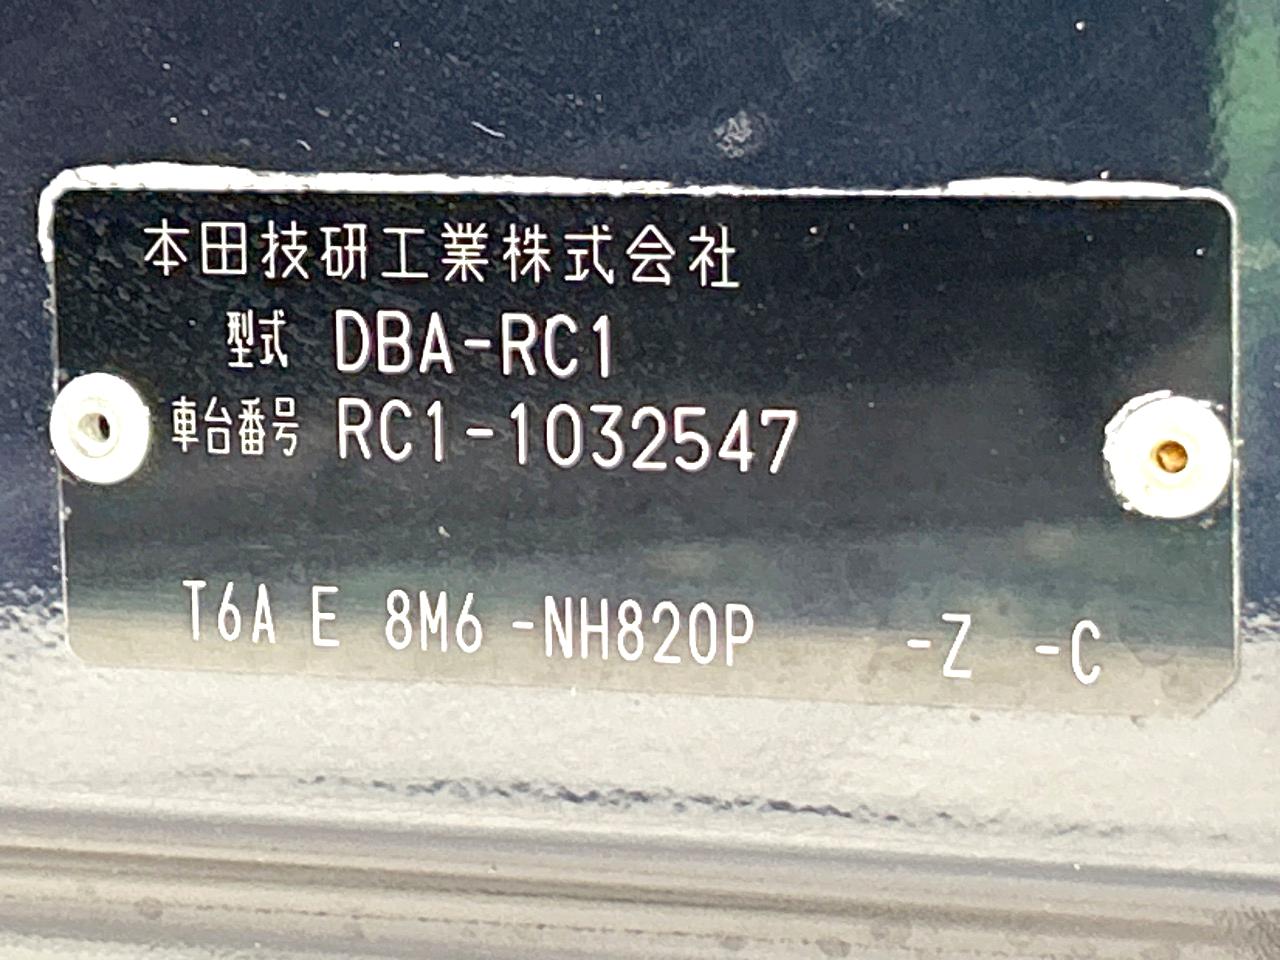 本田技研工業株式会社
型式 DBA-RC1
車台番号 RC1-1032547
T6A E 8M6 -NH820P -Z -C